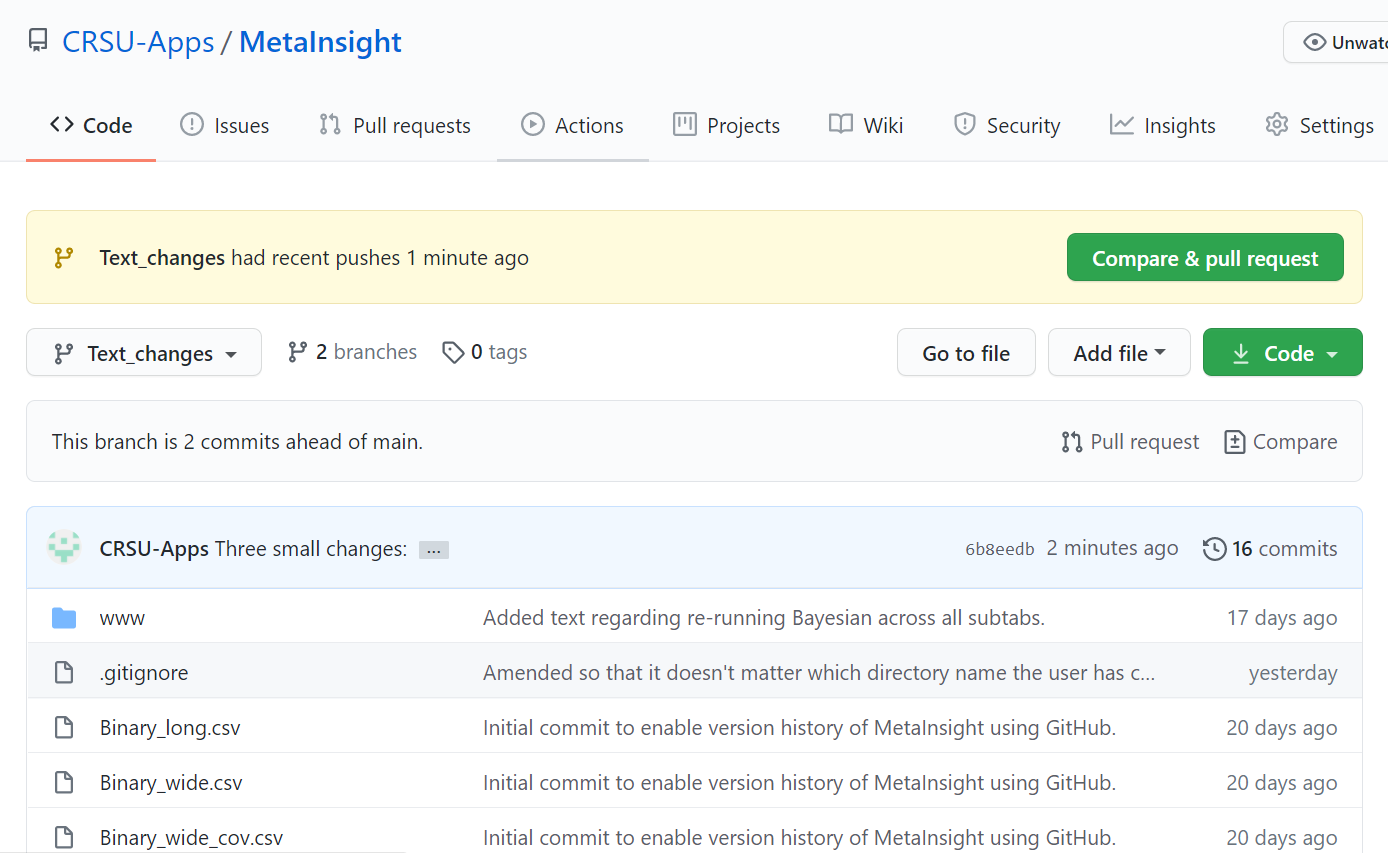 CRSU-Apps / MetaInsight
Code Issues Pull requests Actions Projects Wiki Security Insights Settings
Text_changes had recent pushes 1 minute ago Compare & pull request
Text_changes 2 branches 0 tags Go to file Add file Code
This branch is 2 commits ahead of main. Pull request Compare
CRSU-Apps Three small changes: ... 6b8eedb 2 minutes ago 16 commits
www Added text regarding re-running Bayesian across all subtabs. 17 days ago
.gitignore Amended so that it doesn't matter which directory name the user has c... yesterday
Binary_long.csv Initial commit to enable version history of MetaInsight using GitHub. 20 days ago
Binary_wide.csv Initial commit to enable version history of MetaInsight using GitHub. 20 days ago
Binary_wide_cov.csv Initial commit to enable version history of MetaInsight using GitHub. 20 days ago